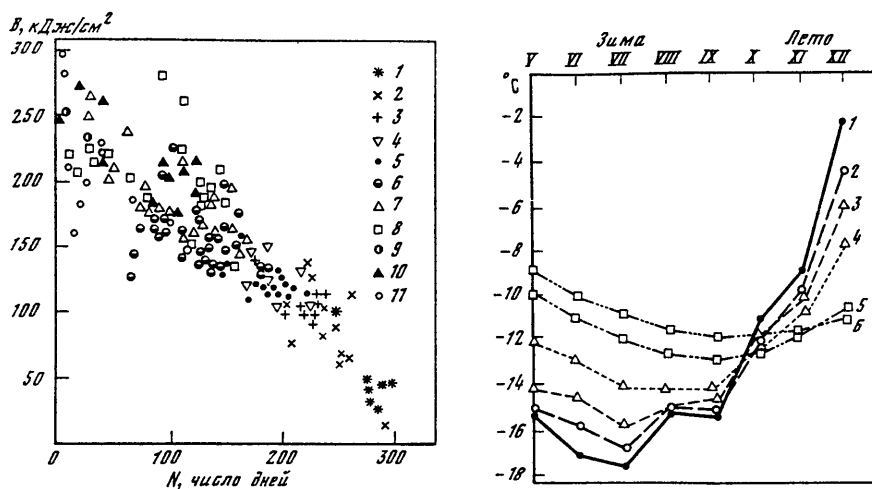 В, кДж/см²
300
250
200
150
100
50
0
100
200
300
N, число дней
1
2
3
4
5
6
7
8
9
10
11
Зима
Лето
V
VI
VII
VIII
IX
X
XI
XII
°С
-2
-4
-6
-8
-10
-12
-14
-16
-18
1
2
3
4
5
6